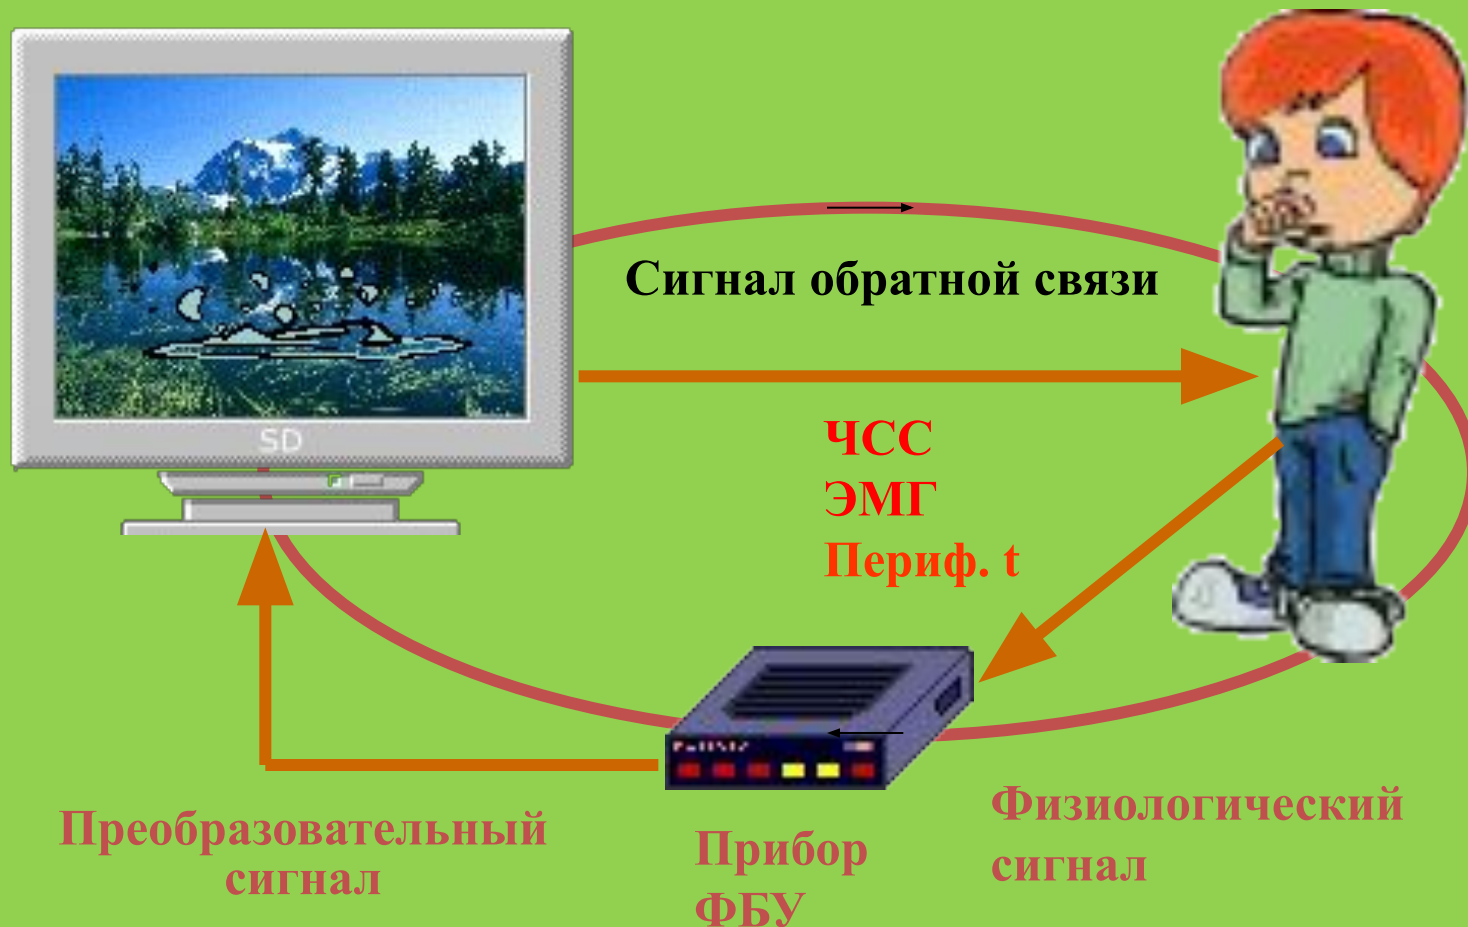 SD
Сигнал обратной связи
ЧСС
ЭМГ
Периф. t
Преобразовательный
сигнал
Прибор
ФБУ
Физиологический
сигнал